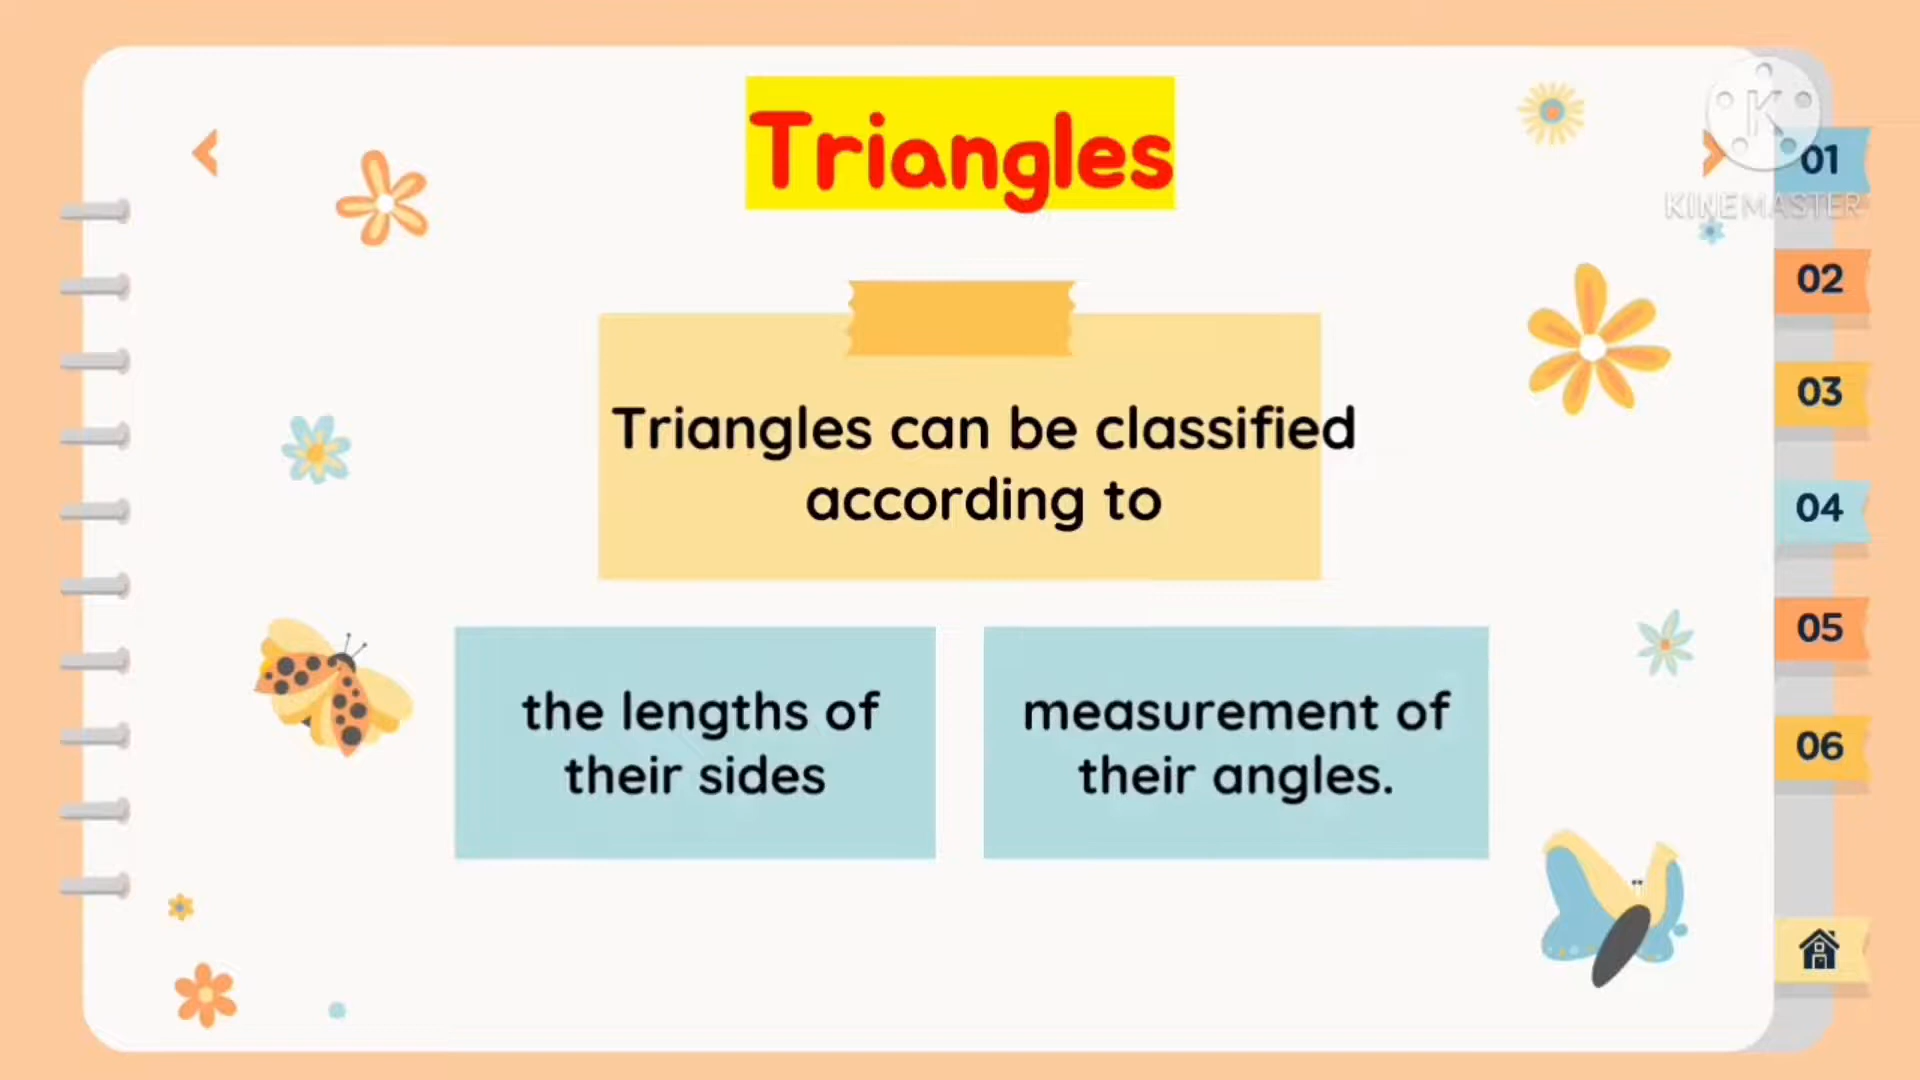 Triangles
KINEMASTER
01
02
03
04
05
06
Triangles can be classified
according to
the lengths of
their sides
measurement of
their angles.